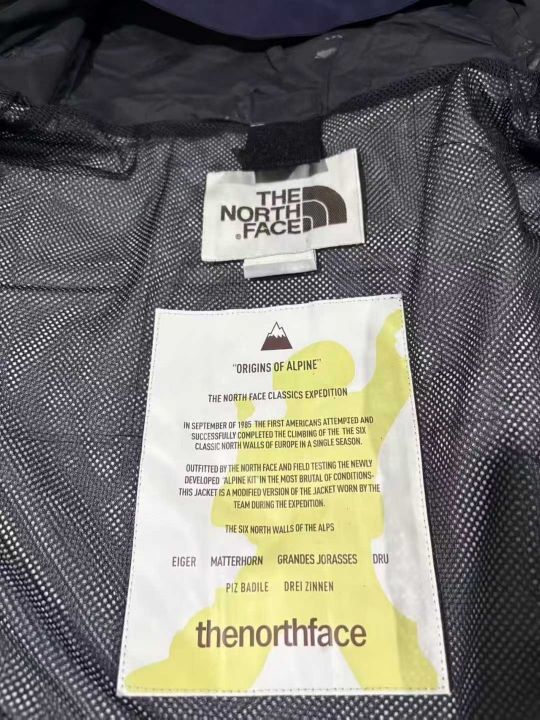 THE
NORTH
FACE
"ORIGINS OF ALPINE"
THE NORTH FACE CLASSICS EXPEDITION
IN SEPTEMBER OF 1985 THE FIRST AMERICANS ATTEMPTED AND
SUCCESSFULLY COMPLETED THE CLIMBING OF THE THE SIX
CLASSIC NORTH WALLS OF EUROPE IN A SINGLE SEASON.
OUTFITTED BY THE NORTH FACE AND FIELD TESTING THE NEWLY
DEVELOPED "ALPINE KIT" IN THE MOST BRUTAL OF CONDITIONS-
THIS JACKET IS A MODIFIED VERSION OF THE JACKET WORN BY THE
TEAM DURING THE EXPEDITION.
THE SIX NORTH WALLS OF THE ALPS
EIGER MATTERHORN GRANDES JORASSES DRU
PIZ BADILE DREI ZINNEN
thenorthface